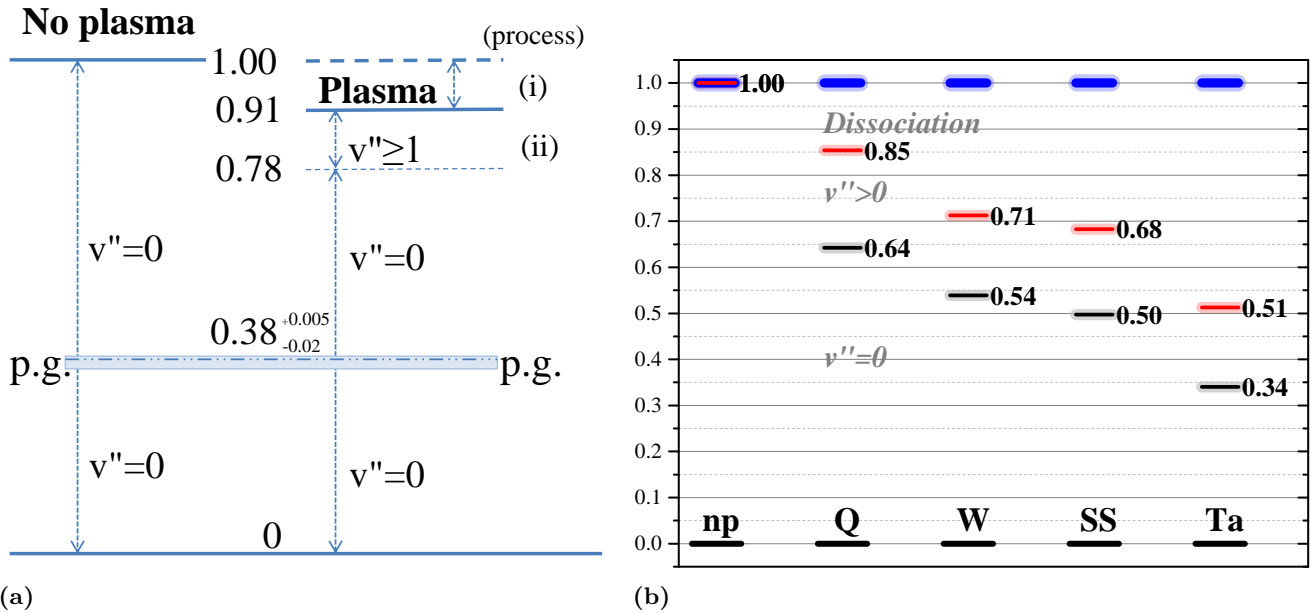 No plasma
(process)
1.00
(i)
Plasma
0.91
v"≥1
(ii)
0.78
v"=0
v"=0
0.38 +0.005 -0.02
p.g.
p.g.
v"=0
v"=0
0
(a)
1.0
0.9
0.8
0.7
0.6
0.5
0.4
0.3
0.2
0.1
0.0
1.00
Dissociation
0.85
v''>0
0.64
0.71
0.54
0.68
0.50
0.51
0.34
v''=0
np
Q
W
SS
Ta
(b)